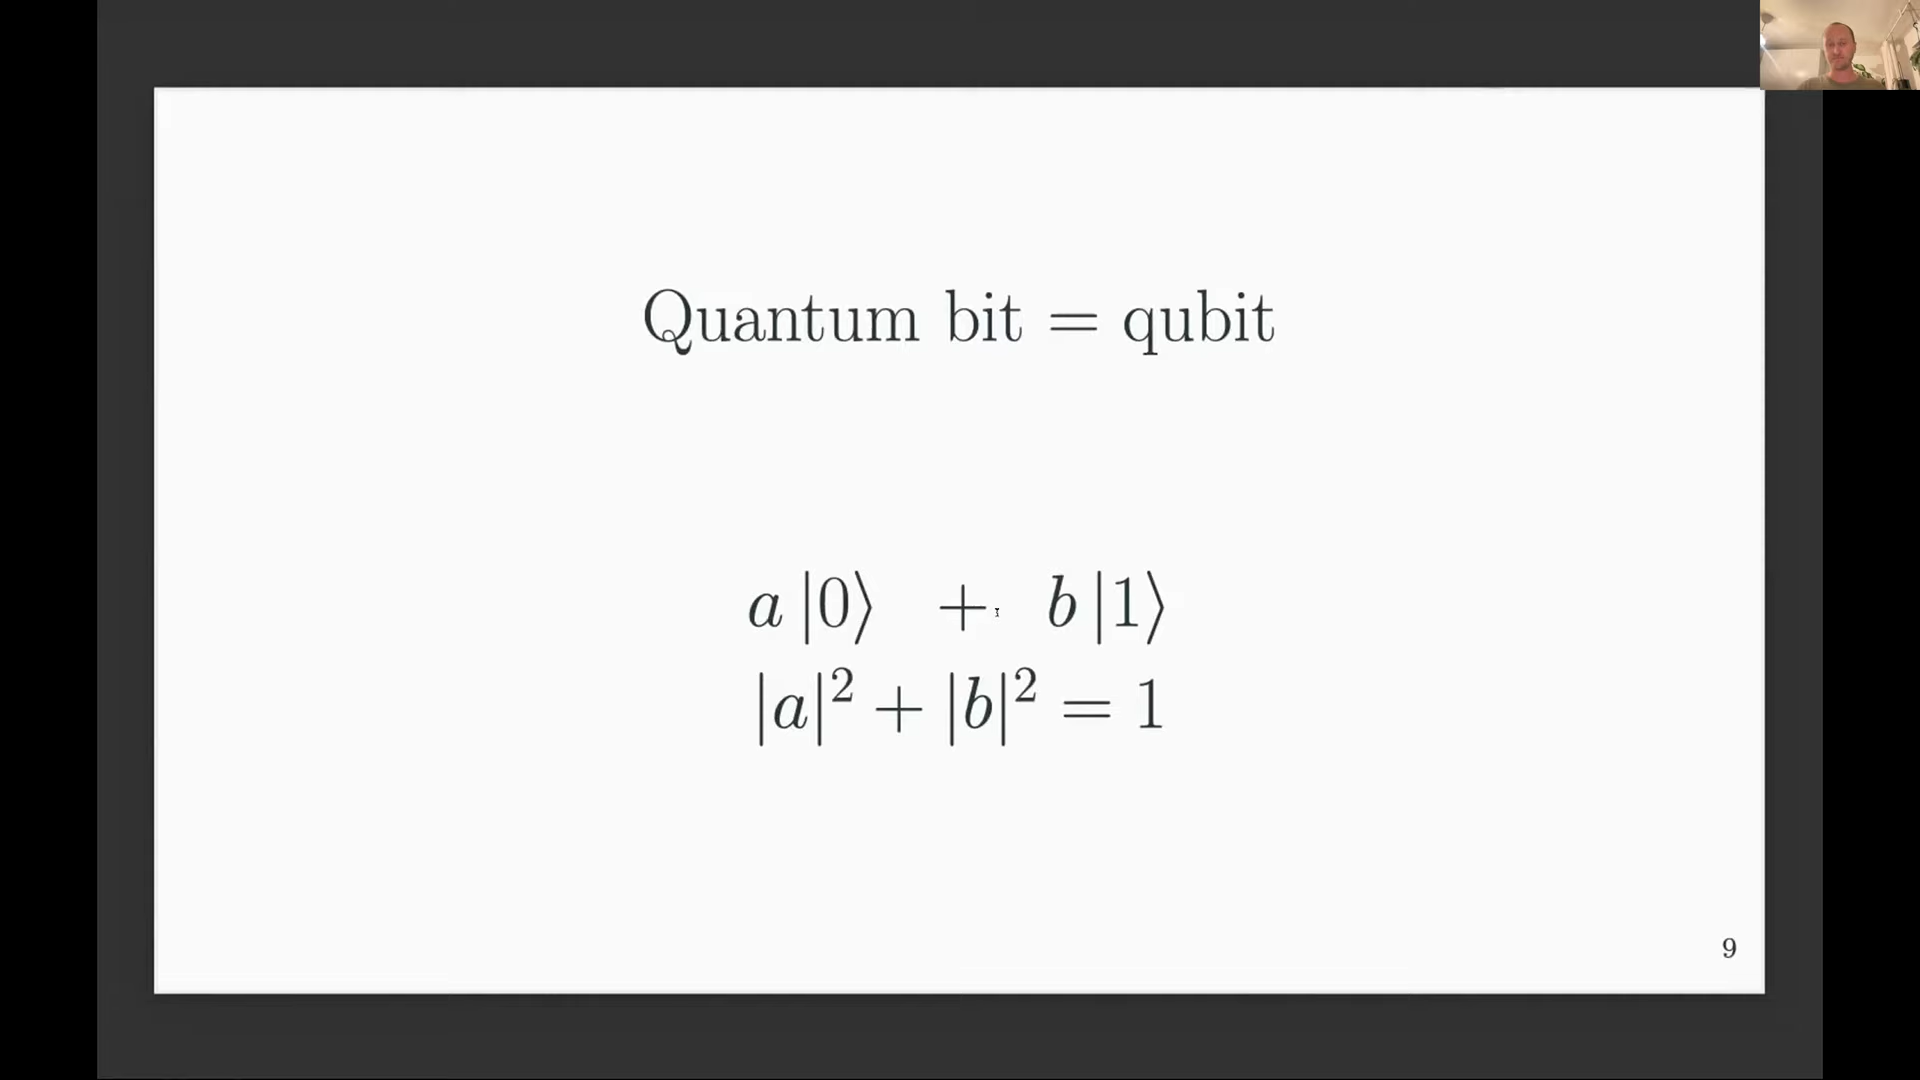 Quantum bit = qubit
a |0⟩ + b |1⟩
|a|² + |b|² = 1
9